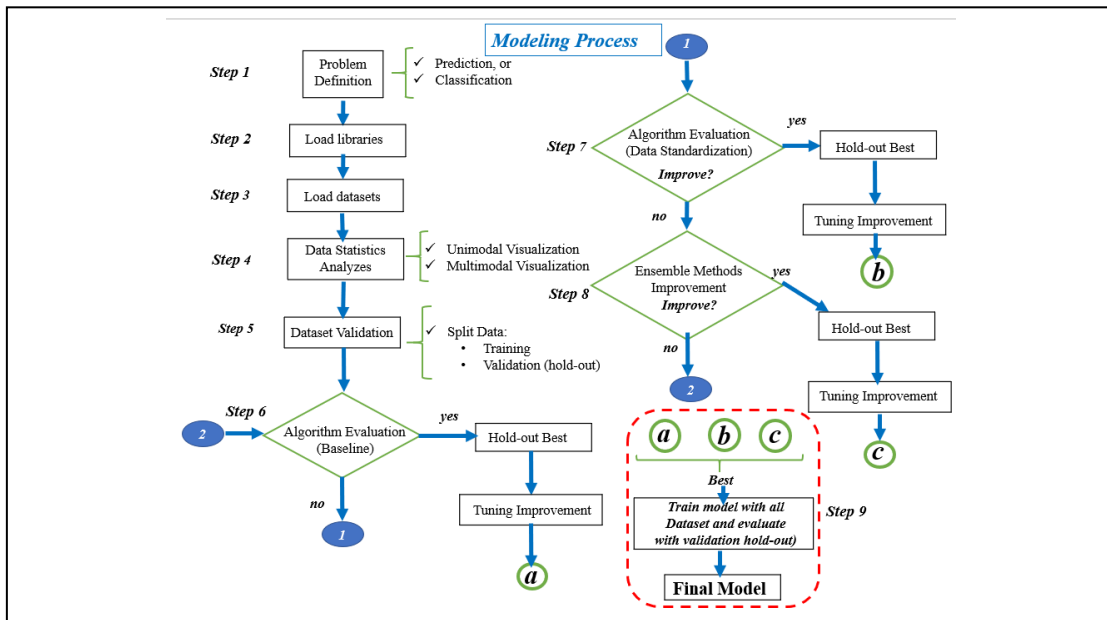 Modeling Process
Step 1
Problem
Definition
✓ Prediction, or
✓ Classification
Step 2
Load libraries
Step 3
Load datasets
Step 4
Data Statistics
Analyzes
✓ Unimodal Visualization
✓ Multimodal Visualization
Step 5
Dataset Validation
✓ Split Data:
• Training
• Validation (hold-out)
Step 6
2
Algorithm Evaluation
(Baseline)
yes
Hold-out Best
Tuning Improvement
a
no
1
1
Step 7
Algorithm Evaluation
(Data Standardization)
Improve?
yes
Hold-out Best
Tuning Improvement
b
no
Step 8
Ensemble Methods
Improvement
Improve?
yes
Hold-out Best
Tuning Improvement
c
no
2
a b c
Best
Step 9
Train model with all
Dataset and evaluate
with validation hold-out)
Final Model